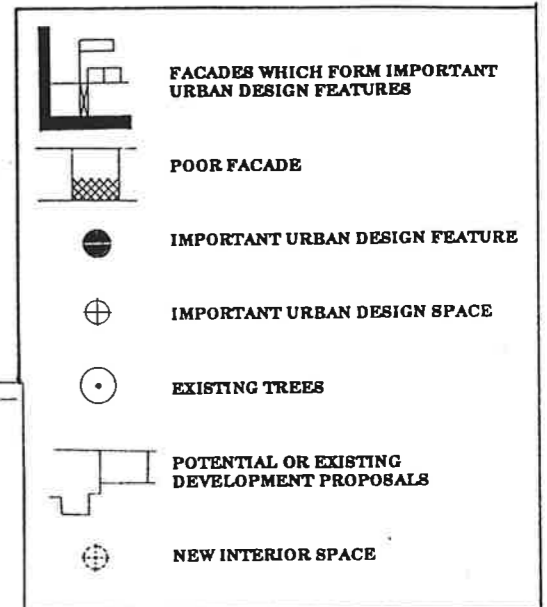 FACADES WHICH FORM IMPORTANT
URBAN DESIGN FEATURES
POOR FACADE
IMPORTANT URBAN DESIGN FEATURE
IMPORTANT URBAN DESIGN SPACE
EXISTING TREES
POTENTIAL OR EXISTING
DEVELOPMENT PROPOSALS
NEW INTERIOR SPACE